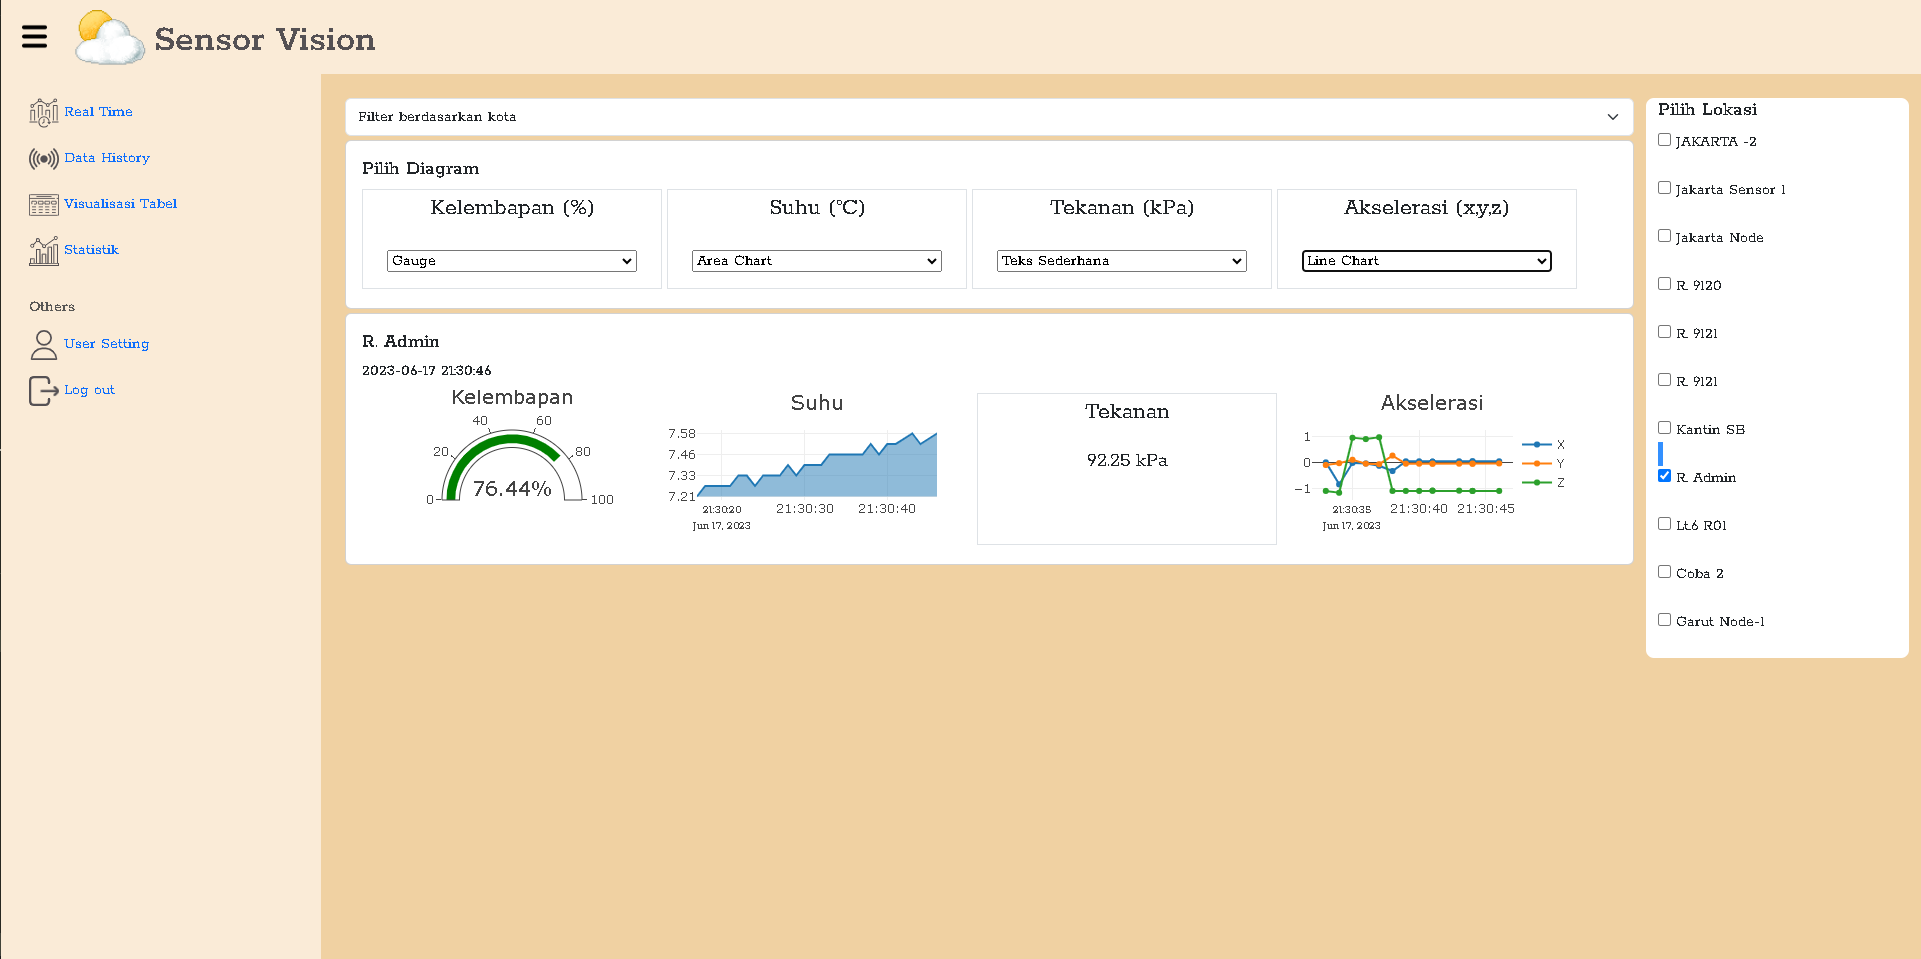 Sensor Vision
Real Time
Data History
Visualisasi Tabel
Statistik
Others
User Setting
Log out
Filter berdasarkan kota
Pilih Diagram
Kelembapan (%)
Gauge
Suhu (°C)
Area Chart
Tekanan (kPa)
Teks Sederhana
Akselerasi (x,y,z)
Line Chart
R. Admin
2023-06-17 21:30:46
Kelembapan
0
20
40
60
80
100
76.44%
Suhu
7.58
7.46
7.33
7.21
21:30:20
Jun 17, 2023
21:30:30
21:30:40
Tekanan
92.25 kPa
Akselerasi
1
0
−1
21:30:35
Jun 17, 2023
21:30:40
21:30:45
X
Y
Z
Pilih Lokasi
JAKARTA -2
Jakarta Sensor 1
Jakarta Node
R. 9120
R. 9121
R. 9121
Kantin SB
R. Admin
Lt.6 R01
Coba 2
Garut Node-1